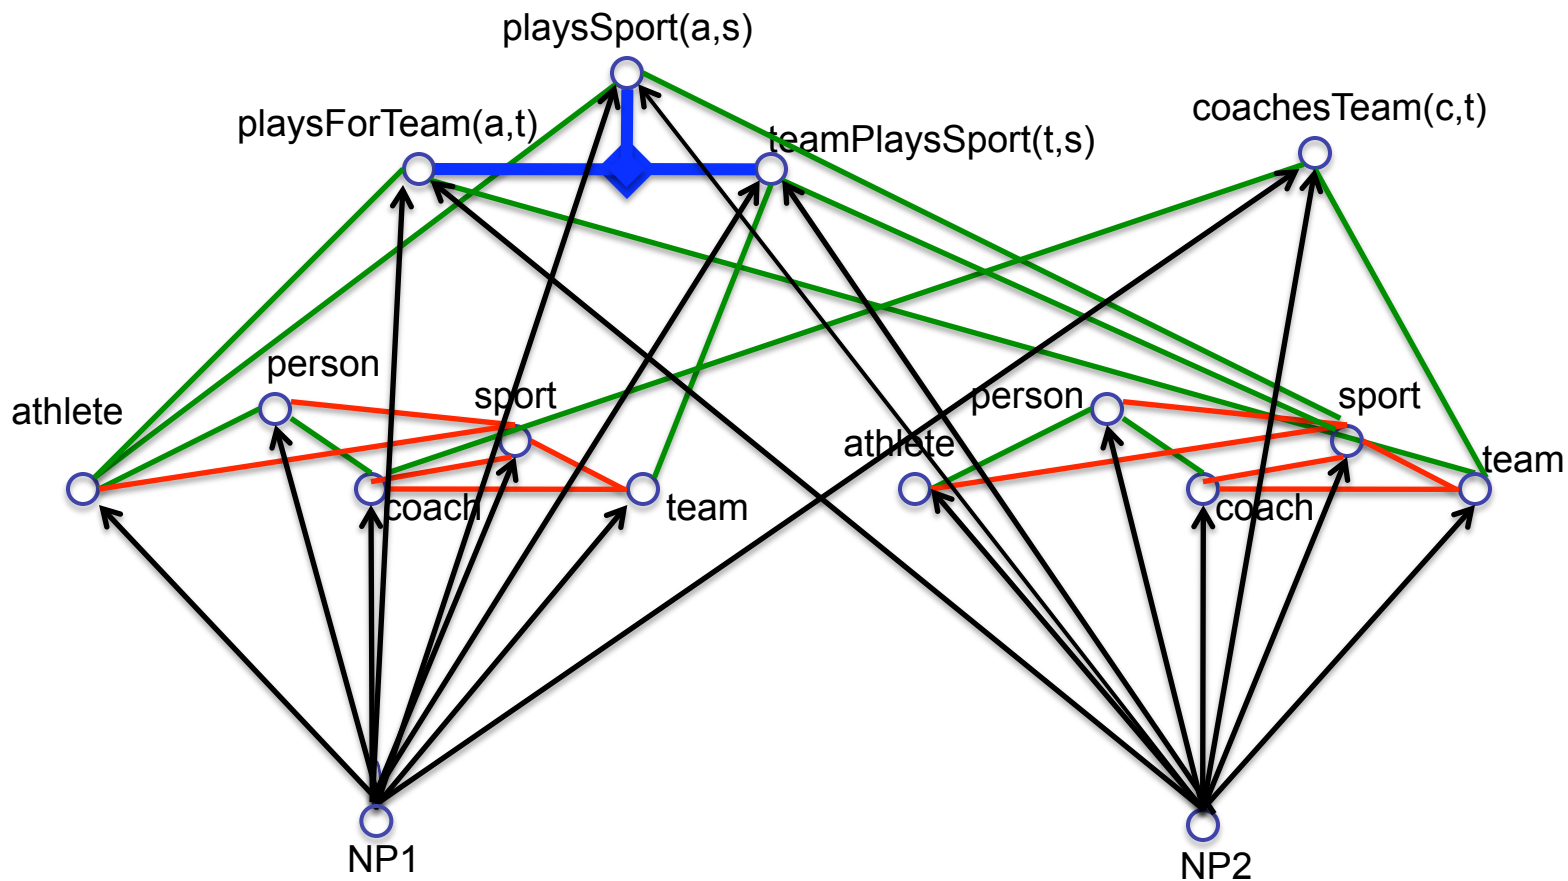 playsSport(a,s)
playsForTeam(a,t)
teamPlaysSport(t,s)
coachesTeam(c,t)
person
sport
athlete
coach
team
person
sport
athlete
coach
team
NP1
NP2